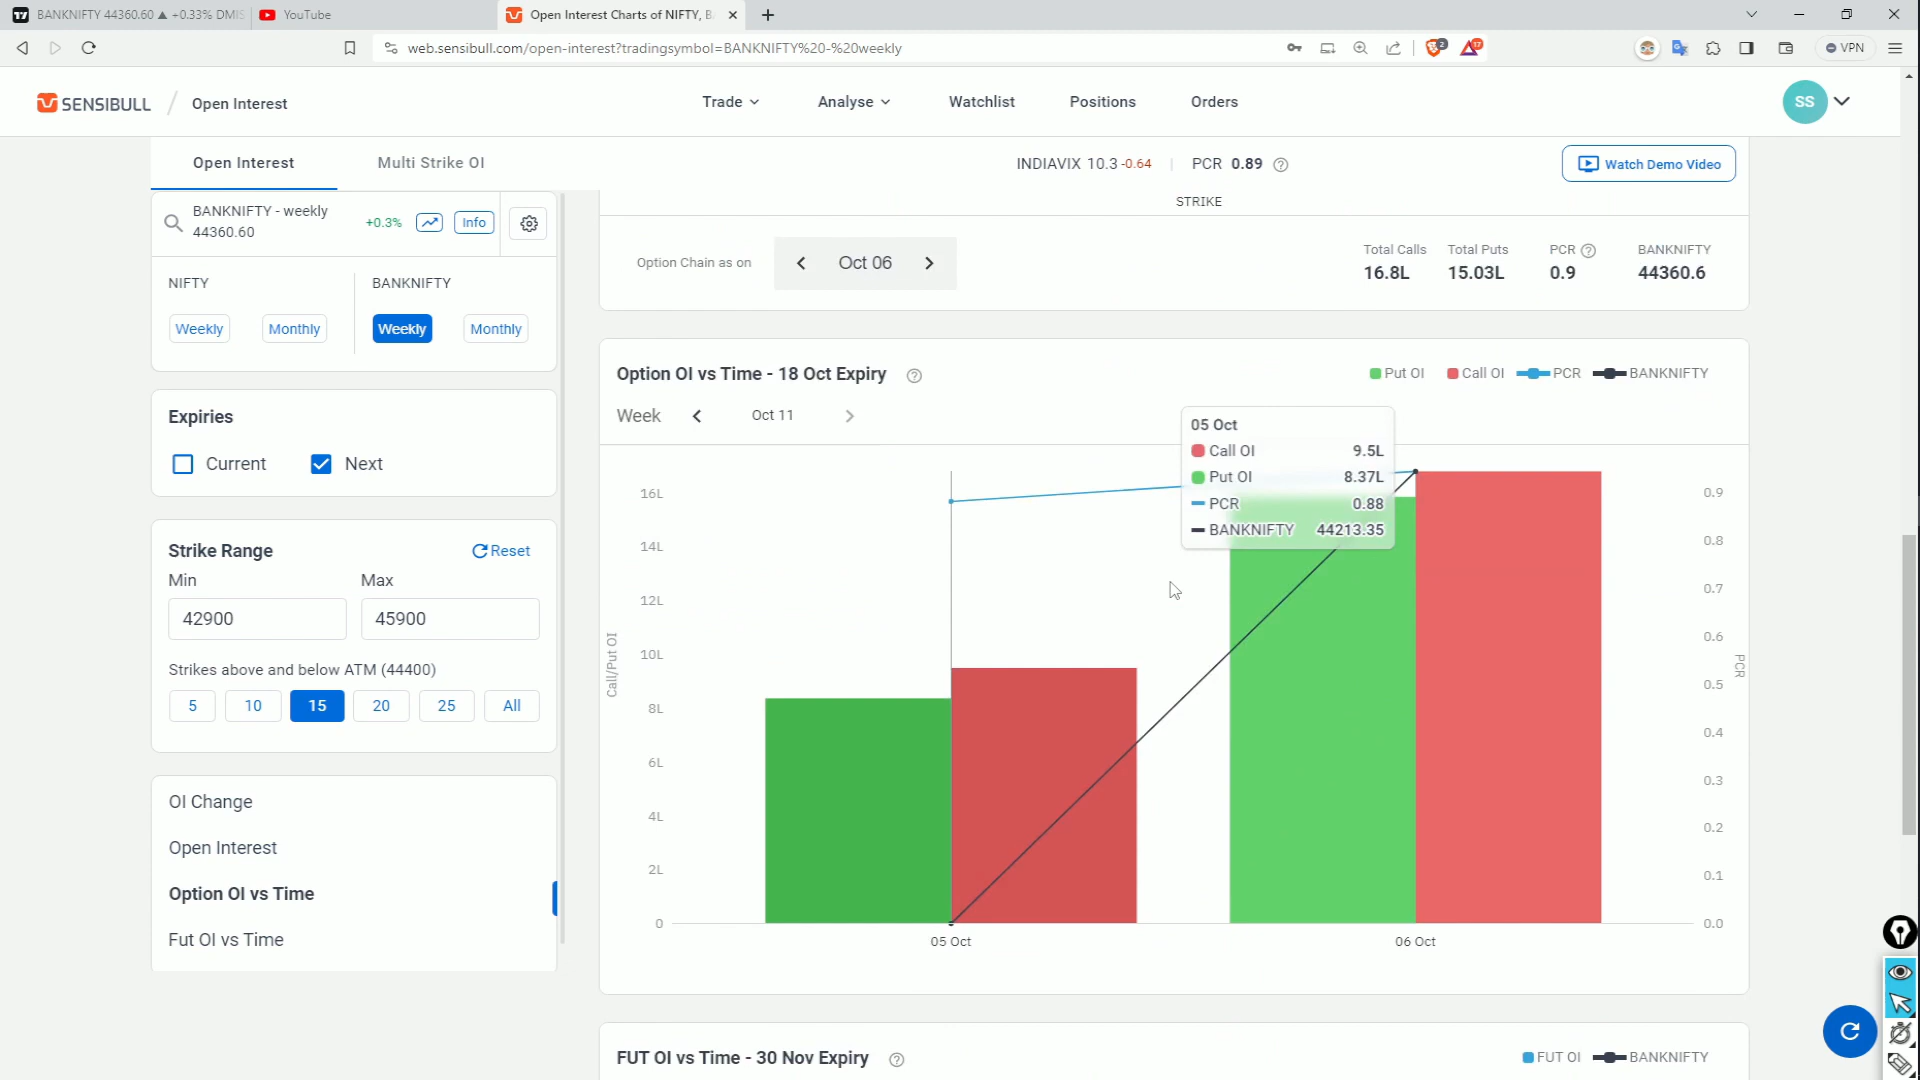 BANKNIFTY 44360.60 ▲ +0.33% DMIS
YouTube
Open Interest Charts of NIFTY, B
web.sensibull.com/open-interest?tradingsymbol=BANKNIFTY%20-%20weekly
2
17
VPN
SENSIBULL / Open Interest
Trade
Analyse
Watchlist
Positions
Orders
SS
Open Interest
Multi Strike OI
INDIAVIX 10.3 -0.64
PCR 0.89
Watch Demo Video
BANKNIFTY - weekly
44360.60
+0.3%
Info
NIFTY
BANKNIFTY
Weekly
Monthly
Weekly
Monthly
Expiries
Current
Next
Strike Range
Reset
Min
Max
42900
45900
Strikes above and below ATM (44400)
5
10
15
20
25
All
OI Change
Open Interest
Option OI vs Time
Fut OI vs Time
STRIKE
Option Chain as on
Oct 06
Total Calls
16.8L
Total Puts
15.03L
PCR
0.9
BANKNIFTY
44360.6
Option OI vs Time - 18 Oct Expiry
Put OI
Call OI
PCR
BANKNIFTY
Week
Oct 11
05 Oct
Call OI 9.5L
Put OI 8.37L
PCR 0.88
BANKNIFTY 44213.35
Call/Put OI
16L
14L
12L
10L
8L
6L
4L
2L
0
0.9
0.8
0.7
0.6
0.5
0.4
0.3
0.2
0.1
0.0
PCR
05 Oct
06 Oct
FUT OI vs Time - 30 Nov Expiry
FUT OI
BANKNIFTY